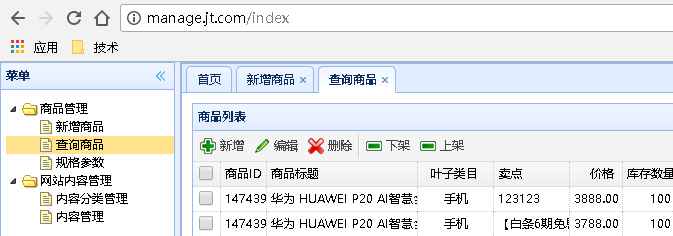 manage.jt.com/index
应用 技术
菜单
商品管理
新增商品
查询商品
规格参数
网站内容管理
内容分类管理
内容管理
首页 新增商品 查询商品
商品列表
新增 编辑 删除 下架 上架
商品ID 商品标题 叶子类目 卖点 价格 库存数量
147439 华为 HUAWEI P20 AI智慧 手机 123123 3888.00 100
147439 华为 HUAWEI P20 AI智慧 手机 【白条6期免 3788.00 100